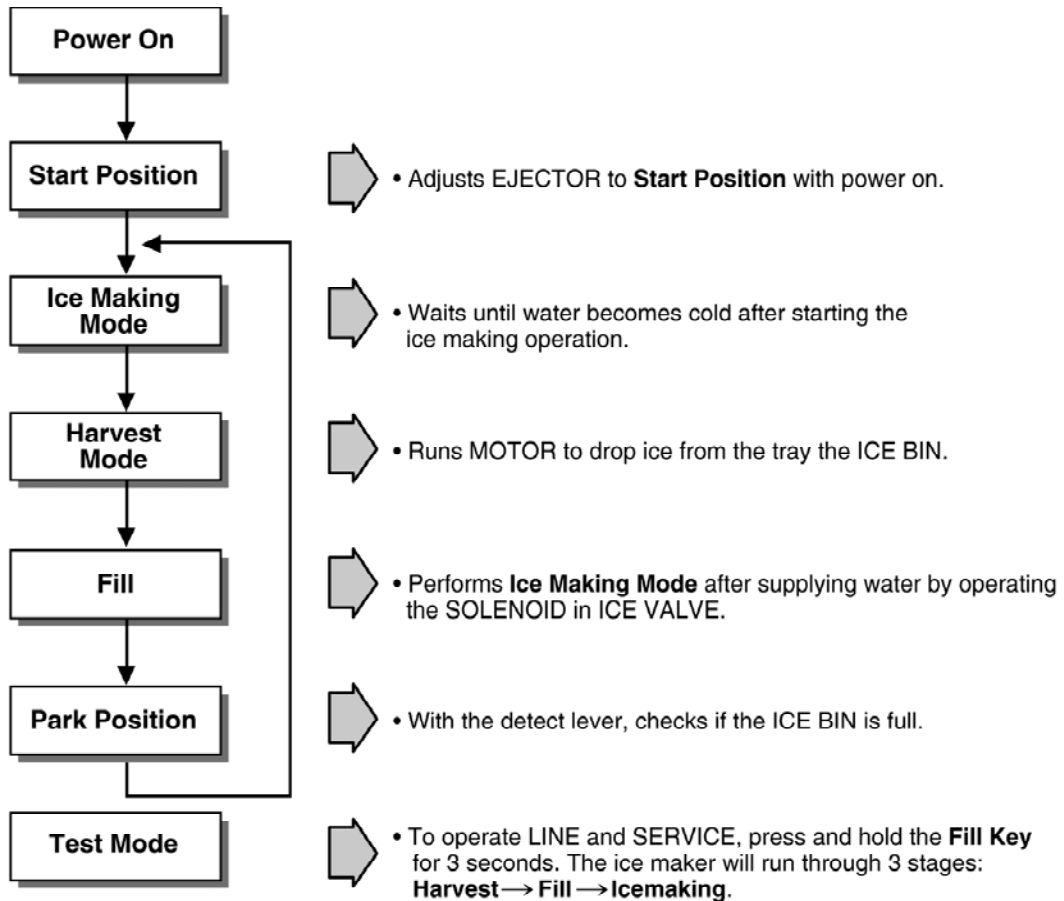 Power On
Start Position
• Adjusts EJECTOR to Start Position with power on.
Ice Making
Mode
• Waits until water becomes cold after starting the
ice making operation.
Harvest
Mode
• Runs MOTOR to drop ice from the tray the ICE BIN.
Fill
• Performs Ice Making Mode after supplying water by operating
the SOLENOID in ICE VALVE.
Park Position
• With the detect lever, checks if the ICE BIN is full.
Test Mode
• To operate LINE and SERVICE, press and hold the Fill Key
for 3 seconds. The ice maker will run through 3 stages:
Harvest→Fill→Icemaking.